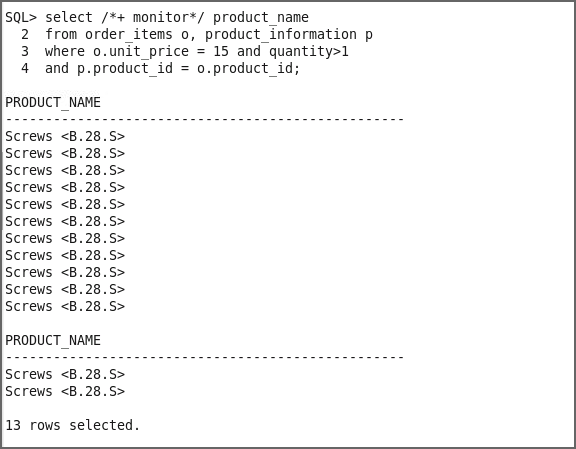 SQL> select /*+ monitor*/ product_name
  2  from order_items o, product_information p
  3  where o.unit_price = 15 and quantity>1
  4  and p.product_id = o.product_id;

PRODUCT_NAME
--------------------------------------------------
Screws <B.28.S>
Screws <B.28.S>
Screws <B.28.S>
Screws <B.28.S>
Screws <B.28.S>
Screws <B.28.S>
Screws <B.28.S>
Screws <B.28.S>
Screws <B.28.S>
Screws <B.28.S>
Screws <B.28.S>

PRODUCT_NAME
--------------------------------------------------
Screws <B.28.S>
Screws <B.28.S>

13 rows selected.